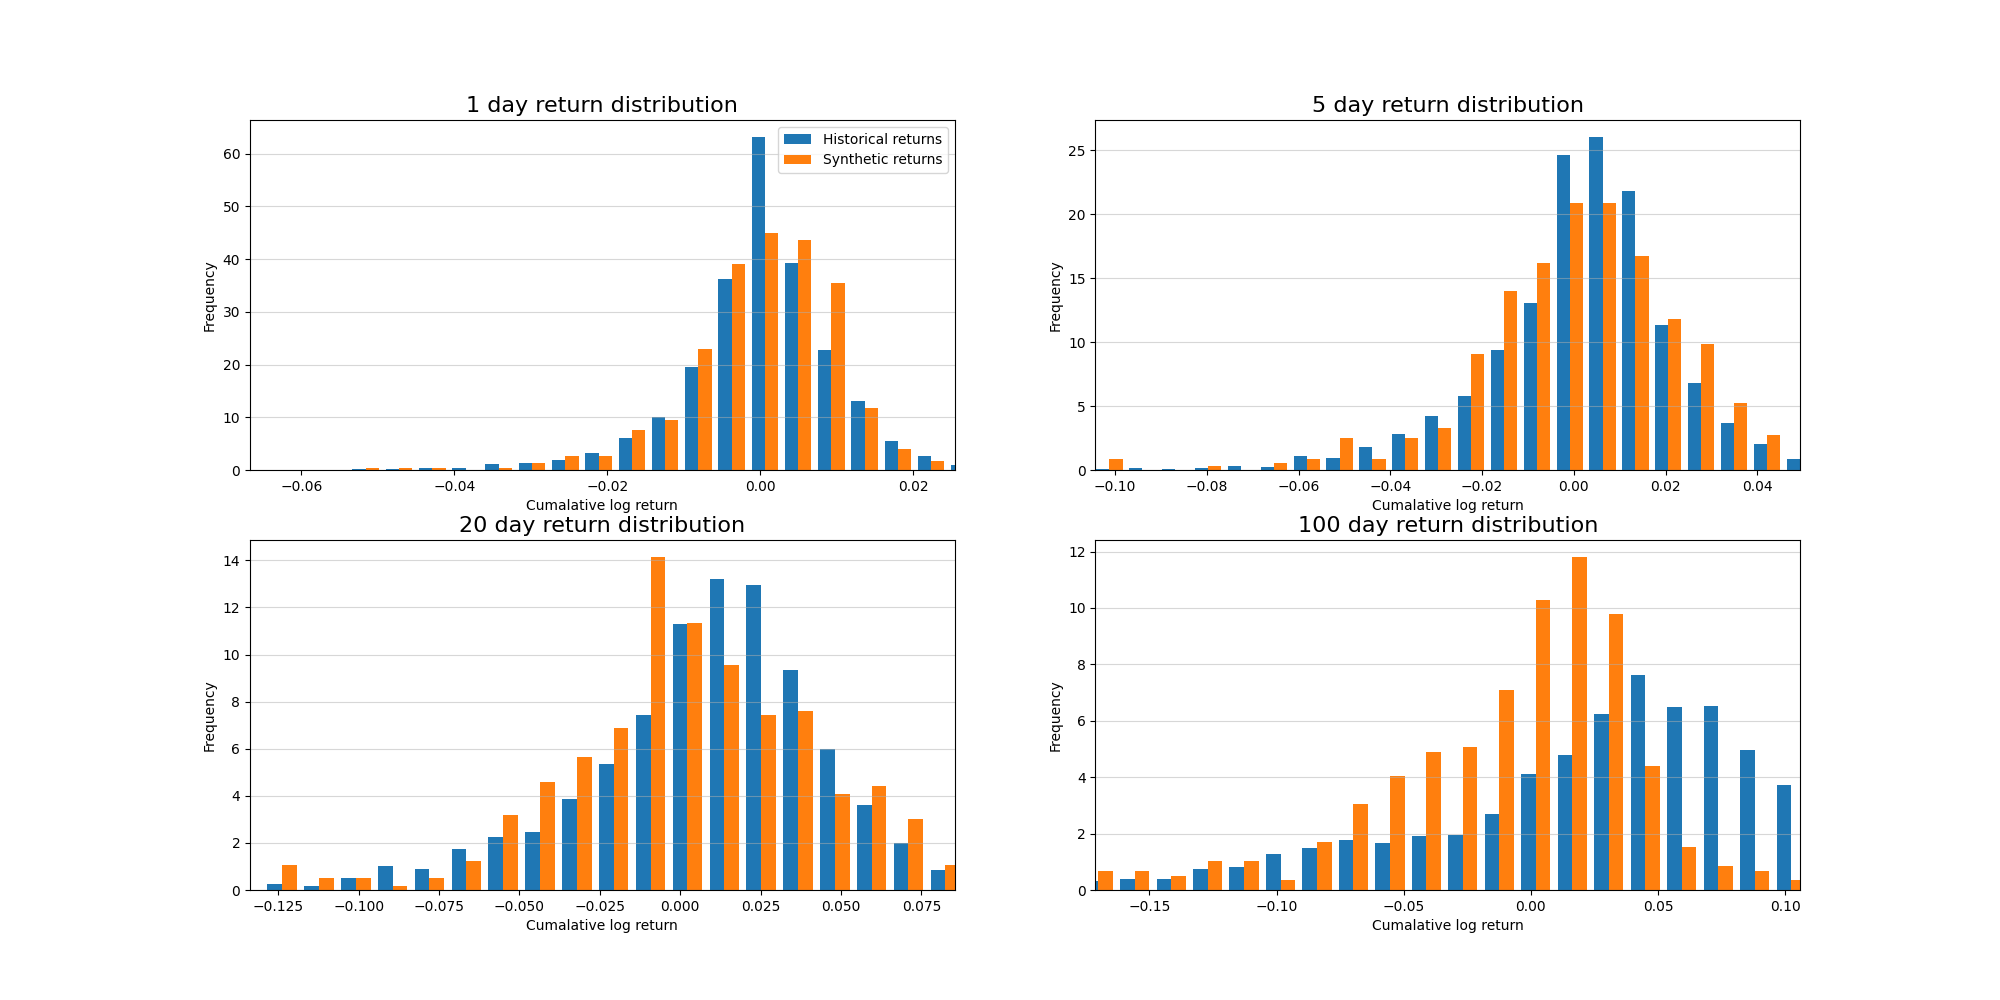 1 day return distribution
Historical returns
Synthetic returns
60
50
40
30
20
10
0
Frequency
−0.06 −0.04 −0.02 0.00 0.02
Cumalative log return
5 day return distribution
25
20
15
10
5
0
Frequency
−0.10 −0.08 −0.06 −0.04 −0.02 0.00 0.02 0.04
Cumalative log return
20 day return distribution
14
12
10
8
6
4
2
0
Frequency
−0.125 −0.100 −0.075 −0.050 −0.025 0.000 0.025 0.050 0.075
Cumalative log return
100 day return distribution
12
10
8
6
4
2
0
Frequency
−0.15 −0.10 −0.05 0.00 0.05 0.10
Cumalative log return